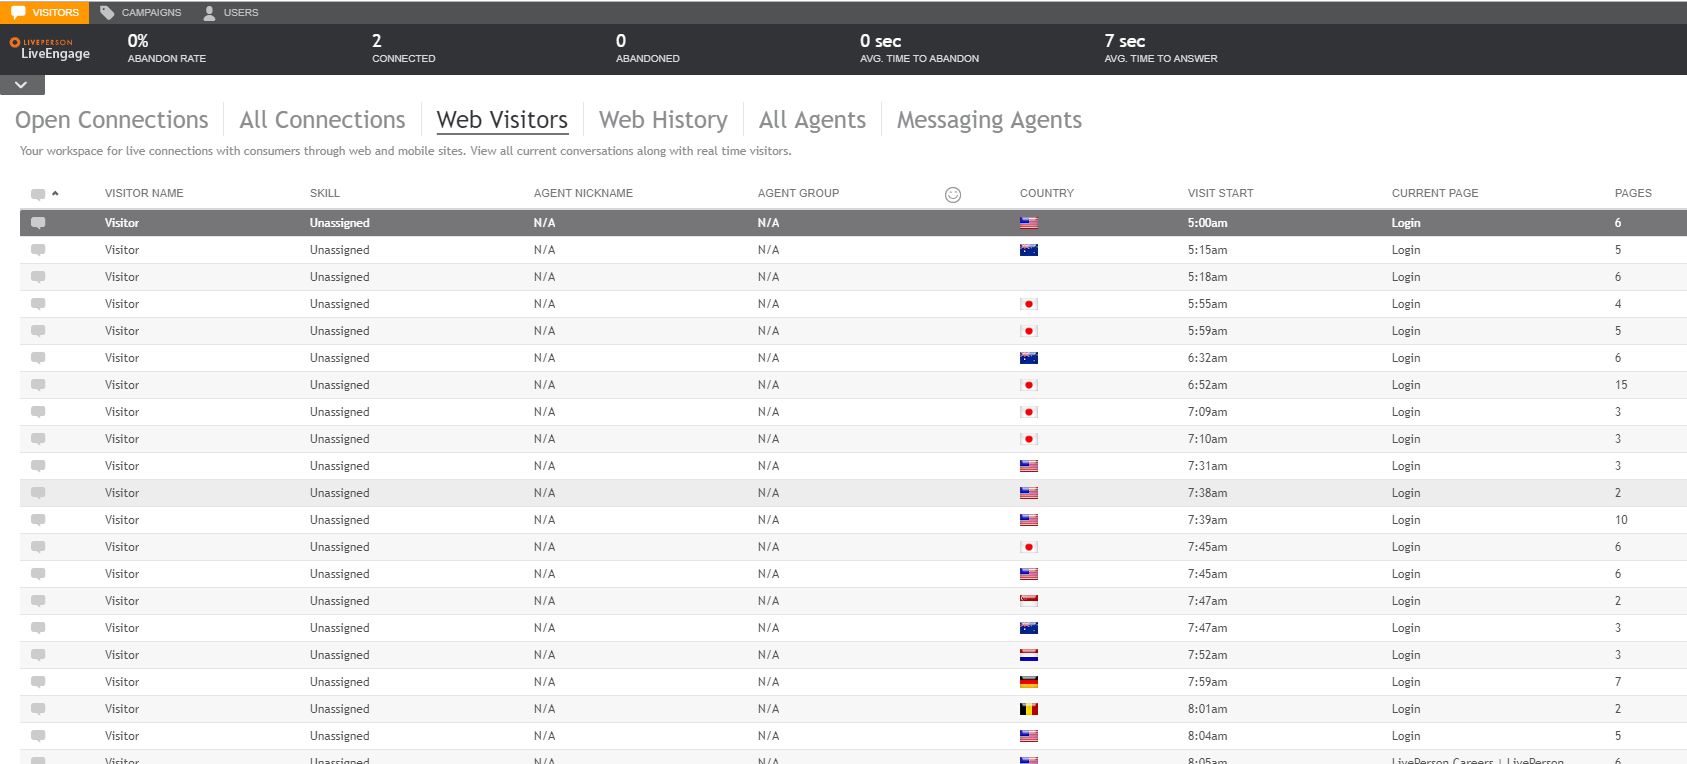 VISITORS CAMPAIGNS USERS
LIVEPERSON
LiveEngage
0% 2 0 0 sec 7 sec
ABANDON RATE CONNECTED ABANDONED AVG. TIME TO ABANDON AVG. TIME TO ANSWER
Open Connections All Connections Web Visitors Web History All Agents Messaging Agents
Your workspace for live connections with consumers through web and mobile sites. View all current conversations along with real time visitors.
VISITOR NAME SKILL AGENT NICKNAME AGENT GROUP COUNTRY VISIT START CURRENT PAGE PAGES
Visitor Unassigned N/A N/A 5:00am Login 6
Visitor Unassigned N/A N/A 5:15am Login 5
Visitor Unassigned N/A N/A 5:18am Login 6
Visitor Unassigned N/A N/A 5:55am Login 4
Visitor Unassigned N/A N/A 5:59am Login 5
Visitor Unassigned N/A N/A 6:32am Login 6
Visitor Unassigned N/A N/A 6:52am Login 15
Visitor Unassigned N/A N/A 7:09am Login 3
Visitor Unassigned N/A N/A 7:10am Login 3
Visitor Unassigned N/A N/A 7:31am Login 3
Visitor Unassigned N/A N/A 7:38am Login 2
Visitor Unassigned N/A N/A 7:39am Login 10
Visitor Unassigned N/A N/A 7:45am Login 6
Visitor Unassigned N/A N/A 7:45am Login 6
Visitor Unassigned N/A N/A 7:47am Login 2
Visitor Unassigned N/A N/A 7:47am Login 3
Visitor Unassigned N/A N/A 7:52am Login 3
Visitor Unassigned N/A N/A 7:59am Login 7
Visitor Unassigned N/A N/A 8:01am Login 2
Visitor Unassigned N/A N/A 8:04am Login 5
Visitor Unassigned N/A N/A 8:05am LivePerson Careers | LivePerson 6